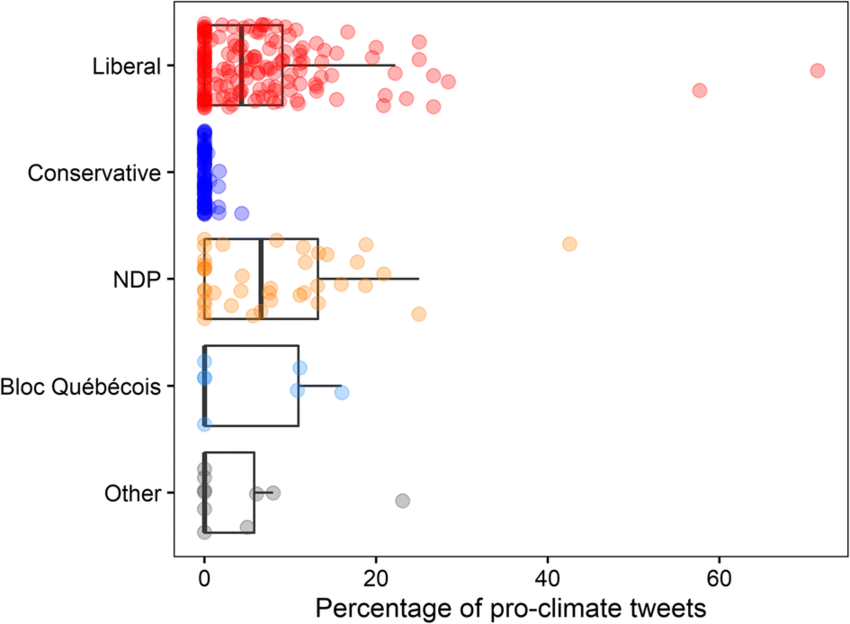 Liberal
Conservative
NDP
Bloc Québécois
Other
0 20 40 60
Percentage of pro-climate tweets